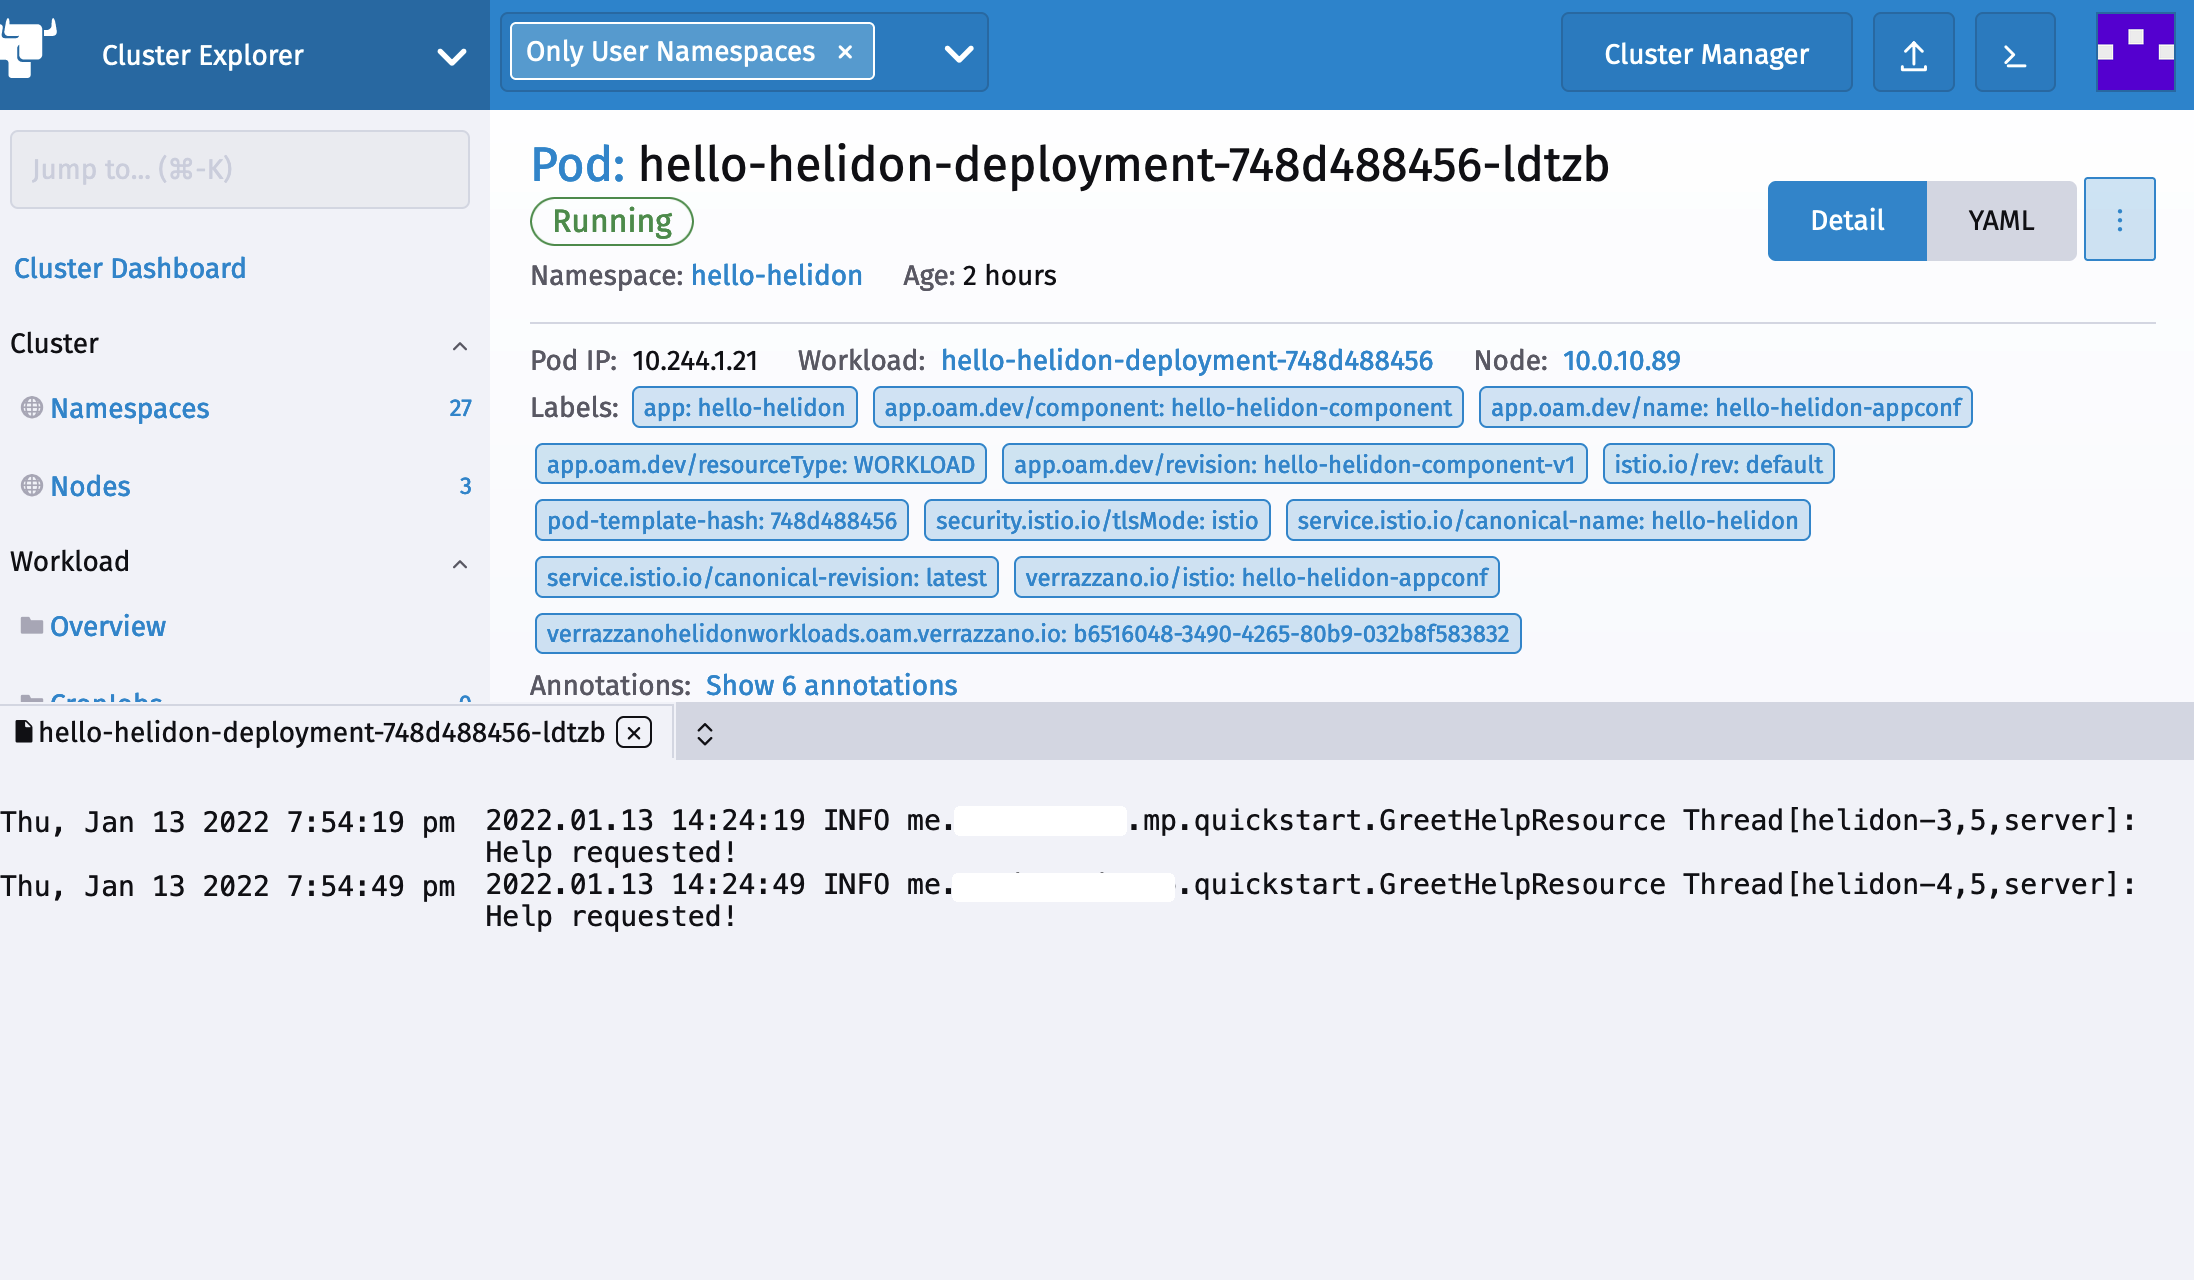 Cluster Explorer
Only User Namespaces ×
Cluster Manager
Jump to... (⌘-K)
Cluster Dashboard
Cluster
Namespaces 27
Nodes 3
Workload
Overview
CronJobs 0
Pod: hello-helidon-deployment-748d488456-ldtzb
Running
Detail YAML
Namespace: hello-helidon Age: 2 hours
Pod IP: 10.244.1.21 Workload: hello-helidon-deployment-748d488456 Node: 10.0.10.89
Labels: app: hello-helidon app.oam.dev/component: hello-helidon-component app.oam.dev/name: hello-helidon-appconf
app.oam.dev/resourceType: WORKLOAD app.oam.dev/revision: hello-helidon-component-v1 istio.io/rev: default
pod-template-hash: 748d488456 security.istio.io/tlsMode: istio service.istio.io/canonical-name: hello-helidon
service.istio.io/canonical-revision: latest verrazzano.io/istio: hello-helidon-appconf
verrazzanohelidonworkloads.oam.verrazzano.io: b6516048-3490-4265-80b9-032b8f583832
Annotations: Show 6 annotations
hello-helidon-deployment-748d488456-ldtzb
Thu, Jan 13 2022 7:54:19 pm 2022.01.13 14:24:19 INFO me. .mp.quickstart.GreetHelpResource Thread[helidon-3,5,server]:
Help requested!
Thu, Jan 13 2022 7:54:49 pm 2022.01.13 14:24:49 INFO me. .quickstart.GreetHelpResource Thread[helidon-4,5,server]:
Help requested!